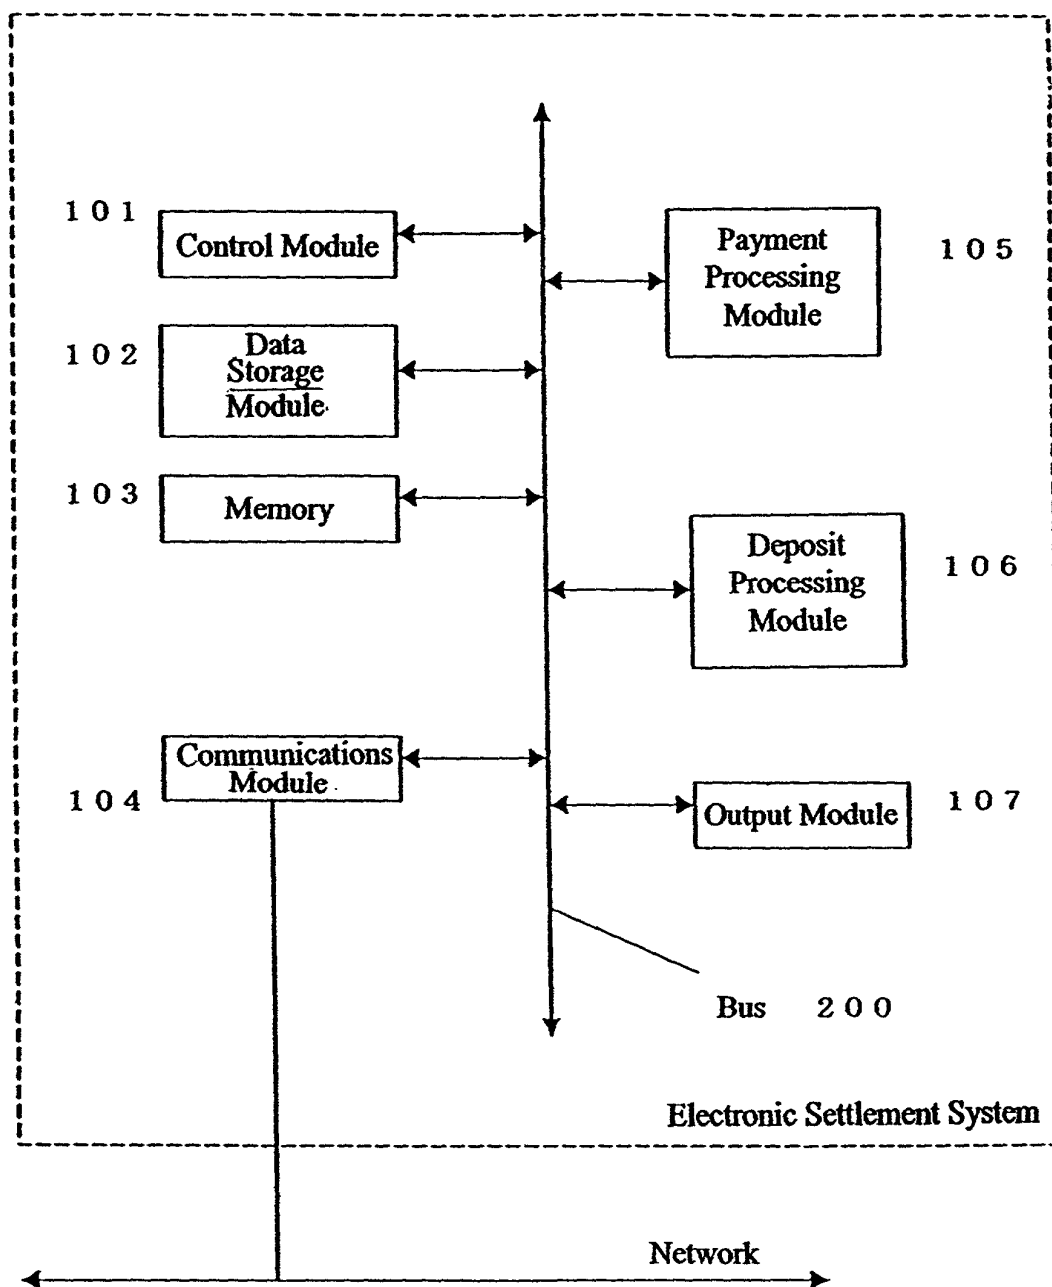 101
Control Module
102
Data
Storage
Module
103
Memory
Communications
Module
104
Payment
Processing
Module
105
Deposit
Processing
Module
106
Output Module
107
Bus 200
Electronic Settlement System
Network